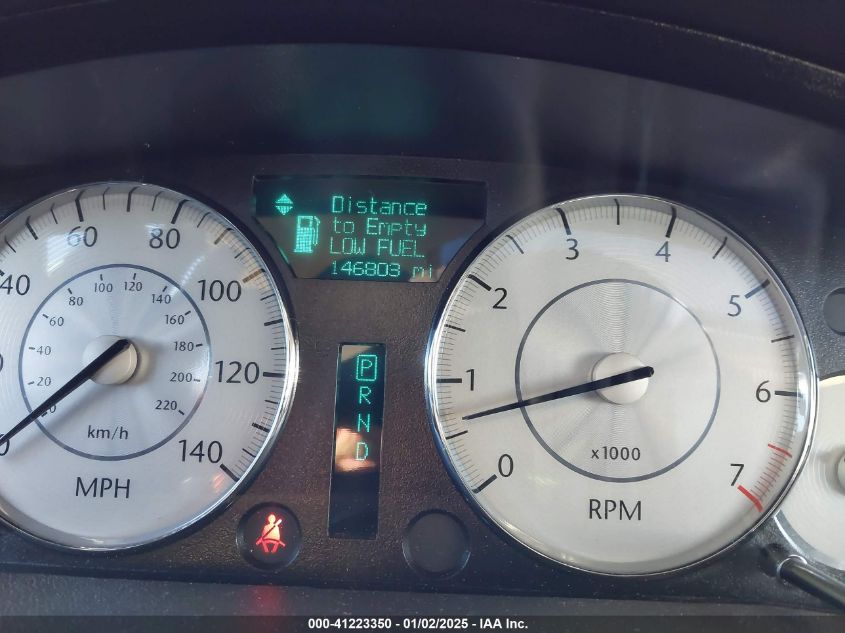 Distance
to Empty
LOW FUEL
146803 mi
40
60
80
100
120
140
20
40
60
80
100
120
140
160
180
200
220
km/h
MPH
P
R
N
D
0
1
2
3
4
5
6
7
x1000
RPM
000-41223350 - 01/02/2025 - IAA Inc.